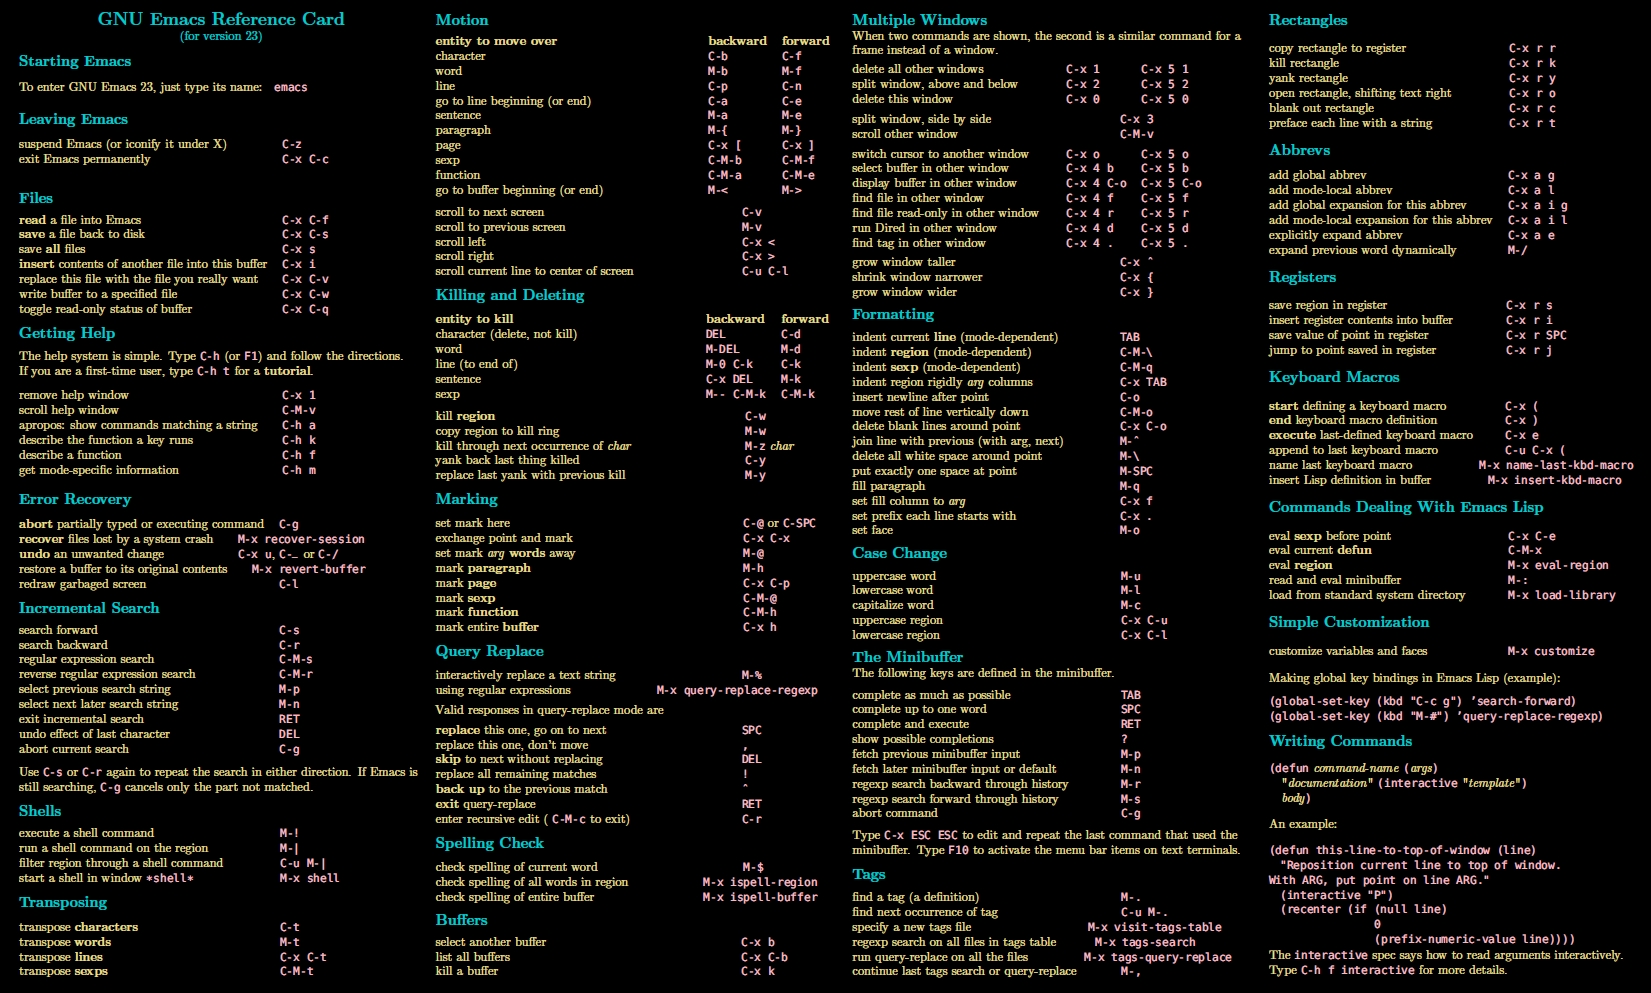 GNU Emacs Reference Card
(for version 23)
Starting Emacs
To enter GNU Emacs 23, just type its name: emacs
Leaving Emacs
suspend Emacs (or iconify it under X) C-z
exit Emacs permanently C-x C-c
Files
read a file into Emacs C-x C-f
save a file back to disk C-x C-s
save all files C-x s
insert contents of another file into this buffer C-x i
replace this file with the file you really want C-x C-v
write buffer to a specified file C-x C-w
toggle read-only status of buffer C-x C-q
Getting Help
The help system is simple. Type C-h (or F1) and follow the directions.
If you are a first-time user, type C-h t for a tutorial.
remove help window C-x 1
scroll help window C-M-v
apropos: show commands matching a string C-h a
describe the function a key runs C-h k
describe a function C-h f
get mode-specific information C-h m
Error Recovery
abort partially typed or executing command C-g
recover files lost by a system crash M-x recover-session
undo an unwanted change C-x u, C-_ or C-/
restore a buffer to its original contents M-x revert-buffer
redraw garbaged screen C-l
Incremental Search
search forward C-s
search backward C-r
regular expression search C-M-s
reverse regular expression search C-M-r
select previous search string M-p
select next later search string M-n
exit incremental search RET
undo effect of last character DEL
abort current search C-g
Use C-s or C-r again to repeat the search in either direction. If Emacs is
still searching, C-g cancels only the part not matched.
Shells
execute a shell command M-!
run a shell command on the region M-|
filter region through a shell command C-u M-|
start a shell in window *shell* M-x shell
Transposing
transpose characters C-t
transpose words M-t
transpose lines C-x C-t
transpose sexps C-M-t
Motion
entity to move over backward forward
character C-b C-f
word M-b M-f
line C-p C-n
go to line beginning (or end) C-a C-e
sentence M-a M-e
paragraph M-{ M-}
page C-x [ C-x ]
sexp C-M-b C-M-f
function C-M-a C-M-e
go to buffer beginning (or end) M-< M->
scroll to next screen C-v
scroll to previous screen M-v
scroll left C-x <
scroll right C-x >
scroll current line to center of screen C-u C-l
Killing and Deleting
entity to kill backward forward
character (delete, not kill) DEL C-d
word M-DEL M-d
line (to end of) M-0 C-k C-k
sentence C-x DEL M-k
sexp M-- C-M-k C-M-k
kill region C-w
copy region to kill ring M-w
kill through next occurrence of char M-z char
yank back last thing killed C-y
replace last yank with previous kill M-y
Marking
set mark here C-@ or C-SPC
exchange point and mark C-x C-x
set mark arg words away M-@
mark paragraph M-h
mark page C-x C-p
mark sexp C-M-@
mark function C-M-h
mark entire buffer C-x h
Query Replace
interactively replace a text string M-%
using regular expressions M-x query-replace-regexp
Valid responses in query-replace mode are
replace this one, go on to next SPC
replace this one, don't move ,
skip to next without replacing DEL
replace all remaining matches !
back up to the previous match ^
exit query-replace RET
enter recursive edit ( C-M-c to exit) C-r
Spelling Check
check spelling of current word M-$
check spelling of all words in region M-x ispell-region
check spelling of entire buffer M-x ispell-buffer
Buffers
select another buffer C-x b
list all buffers C-x C-b
kill a buffer C-x k
Multiple Windows
When two commands are shown, the second is a similar command for a
frame instead of a window.
delete all other windows C-x 1 C-x 5 1
split window, above and below C-x 2 C-x 5 2
delete this window C-x 0 C-x 5 0
split window, side by side C-x 3
scroll other window C-M-v
switch cursor to another window C-x o C-x 5 o
select buffer in other window C-x 4 b C-x 5 b
display buffer in other window C-x 4 C-o C-x 5 C-o
find file in other window C-x 4 f C-x 5 f
find file read-only in other window C-x 4 r C-x 5 r
run Dired in other window C-x 4 d C-x 5 d
find tag in other window C-x 4 . C-x 5 .
grow window taller C-x ^
shrink window narrower C-x {
grow window wider C-x }
Formatting
indent current line (mode-dependent) TAB
indent region (mode-dependent) C-M-\
indent sexp (mode-dependent) C-M-q
indent region rigidly arg columns C-x TAB
insert newline after point C-o
move rest of line vertically down C-M-o
delete blank lines around point C-x C-o
join line with previous (with arg, next) M-^
delete all white space around point M-\
put exactly one space at point M-SPC
fill paragraph M-q
set fill column to arg C-x f
set prefix each line starts with C-x .
set face M-o
Case Change
uppercase word M-u
lowercase word M-l
capitalize word M-c
uppercase region C-x C-u
lowercase region C-x C-l
The Minibuffer
The following keys are defined in the minibuffer.
complete as much as possible TAB
complete up to one word SPC
complete and execute RET
show possible completions ?
fetch previous minibuffer input M-p
fetch later minibuffer input or default M-n
regexp search backward through history M-r
regexp search forward through history M-s
abort command C-g
Type C-x ESC ESC to edit and repeat the last command that used the
minibuffer. Type F10 to activate the menu bar items on text terminals.
Tags
find a tag (a definition) M-.
find next occurrence of tag C-u M-.
specify a new tags file M-x visit-tags-table
regexp search on all files in tags table M-x tags-search
run query-replace on all the files M-x tags-query-replace
continue last tags search or query-replace M-,
Rectangles
copy rectangle to register C-x r r
kill rectangle C-x r k
yank rectangle C-x r y
open rectangle, shifting text right C-x r o
blank out rectangle C-x r c
preface each line with a string C-x r t
Abbrevs
add global abbrev C-x a g
add mode-local abbrev C-x a l
add global expansion for this abbrev C-x a i g
add mode-local expansion for this abbrev C-x a i l
explicitly expand abbrev C-x a e
expand previous word dynamically M-/
Registers
save region in register C-x r s
insert register contents into buffer C-x r i
save value of point in register C-x r SPC
jump to point saved in register C-x r j
Keyboard Macros
start defining a keyboard macro C-x (
end keyboard macro definition C-x )
execute last-defined keyboard macro C-x e
append to last keyboard macro C-u C-x (
name last keyboard macro M-x name-last-kbd-macro
insert Lisp definition in buffer M-x insert-kbd-macro
Commands Dealing With Emacs Lisp
eval sexp before point C-x C-e
eval current defun C-M-x
eval region M-x eval-region
read and eval minibuffer M-:
load from standard system directory M-x load-library
Simple Customization
customize variables and faces M-x customize
Making global key bindings in Emacs Lisp (example):
(global-set-key (kbd "C-c g") 'search-forward)
(global-set-key (kbd "M-#") 'query-replace-regexp)
Writing Commands
(defun command-name (args)
"documentation" (interactive "template")
body)
An example:
(defun this-line-to-top-of-window (line)
"Reposition current line to top of window.
With ARG, put point on line ARG."
(interactive "P")
(recenter (if (null line)
0
(prefix-numeric-value line))))
The interactive spec says how to read arguments interactively.
Type C-h f interactive for more details.